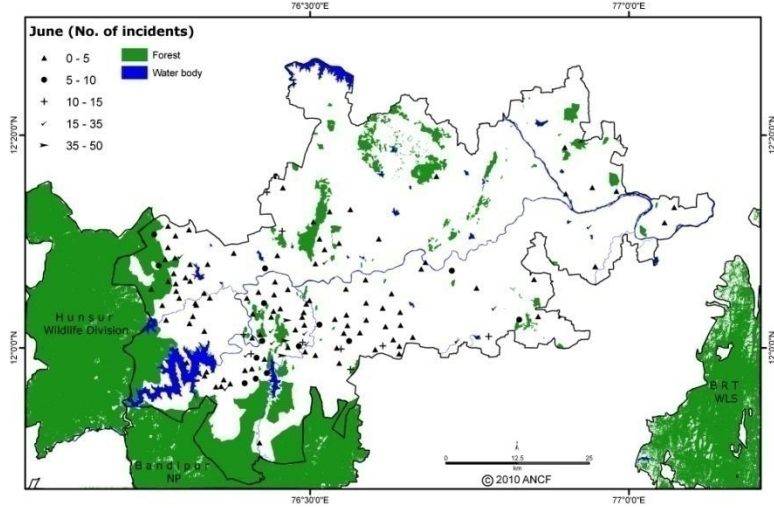 76°30'0"E
77°0'0"E
June (No. of incidents)
0 - 5
5 - 10
10 - 15
15 - 35
35 - 50
Forest
Water body
12°20'0"N
12°20'0"N
Hunsur
Wildlife Division
12°0'0"N
12°0'0"N
BRT
WLS
Bandipur
NP
0
12.5
25
km
© 2010 ANCF
76°30'0"E
77°0'0"E